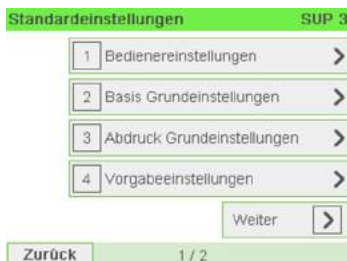 Standardeinstellungen SUP 3
1 Bedienereinstellungen
2 Basis Grundeinstellungen
3 Abdruck Grundeinstellungen
4 Vorgabeeinstellungen
Weiter
Zurück 1 / 2